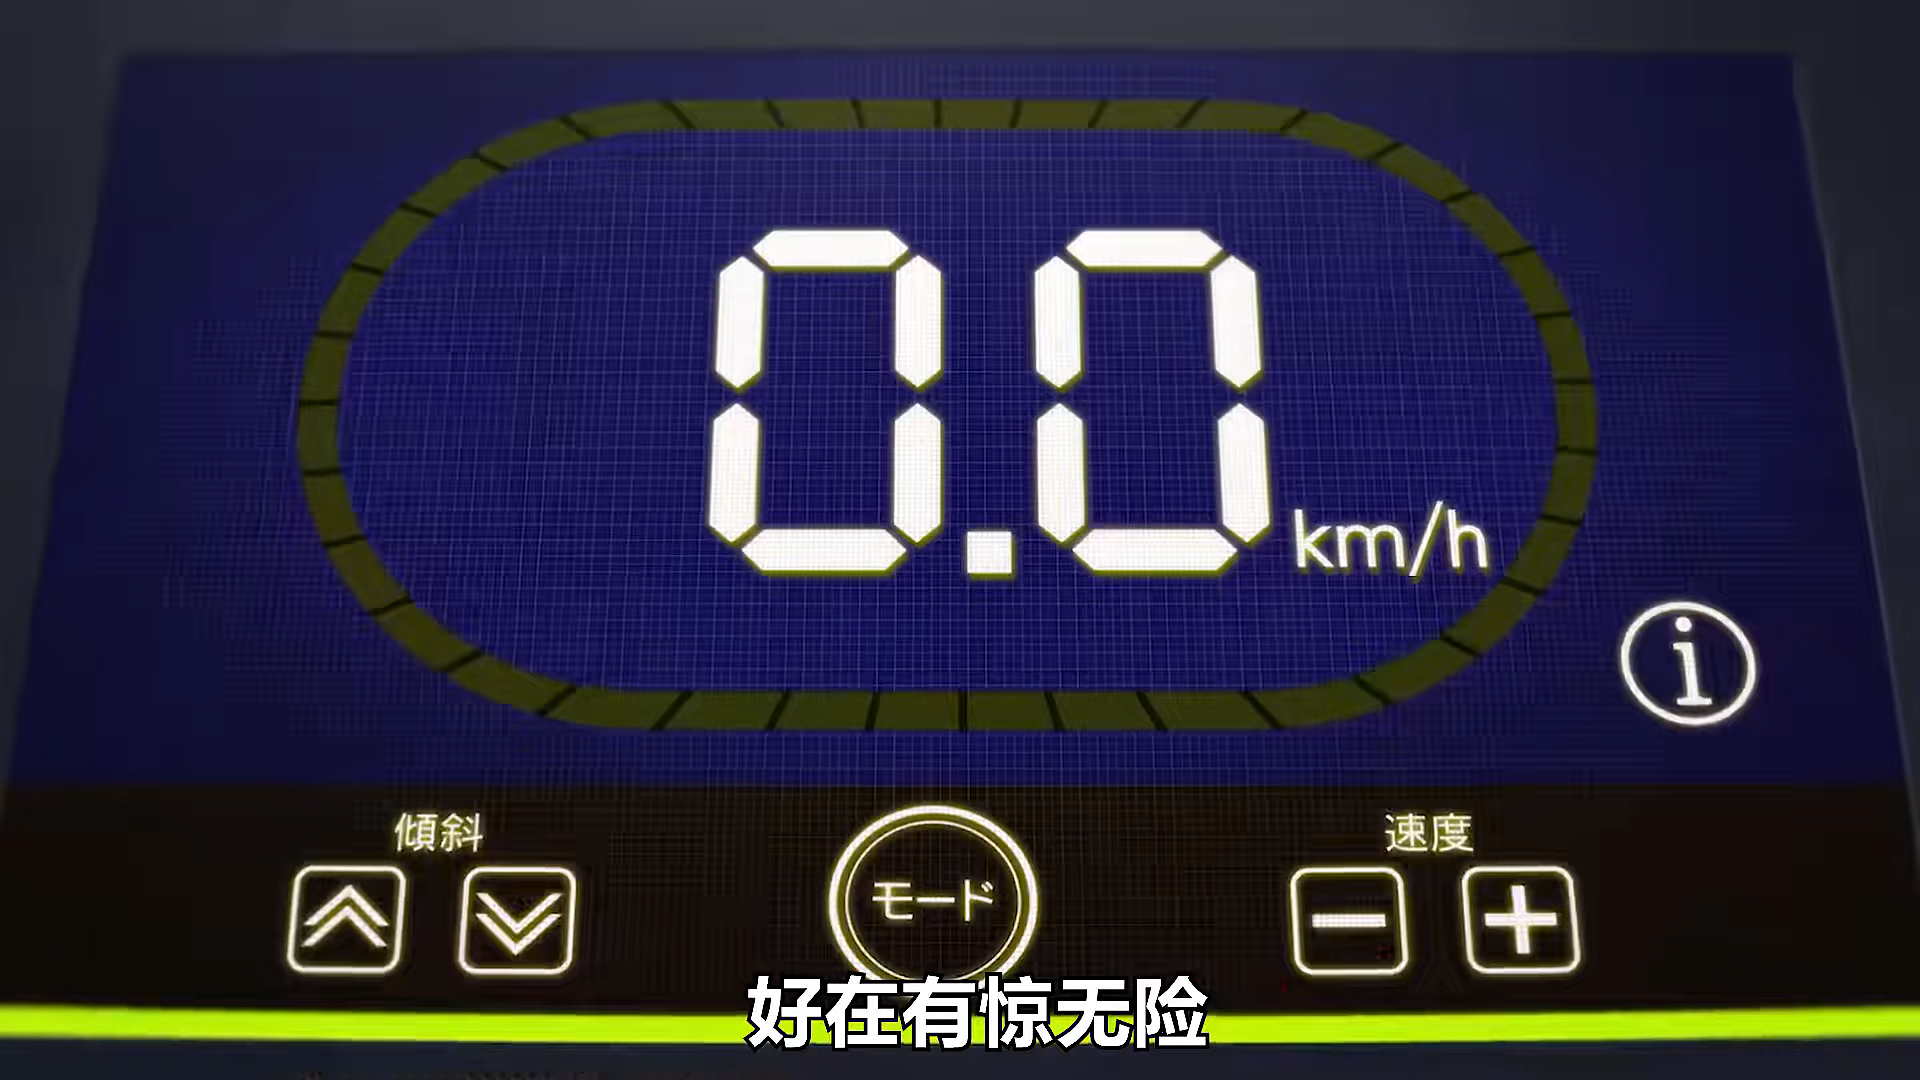 0.0 km/h
i
傾斜
速度
モード
好在有惊无险